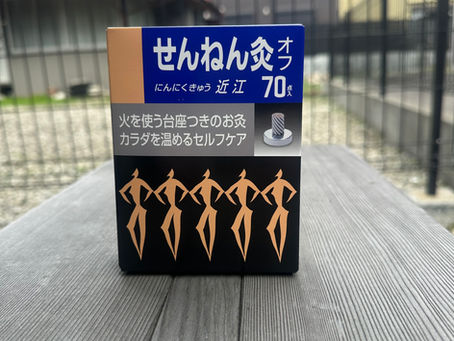 せんねん灸オフ
にんにくきゅう 近江 70点入
火を使う台座つきのお灸
カラダを温めるセルフケア